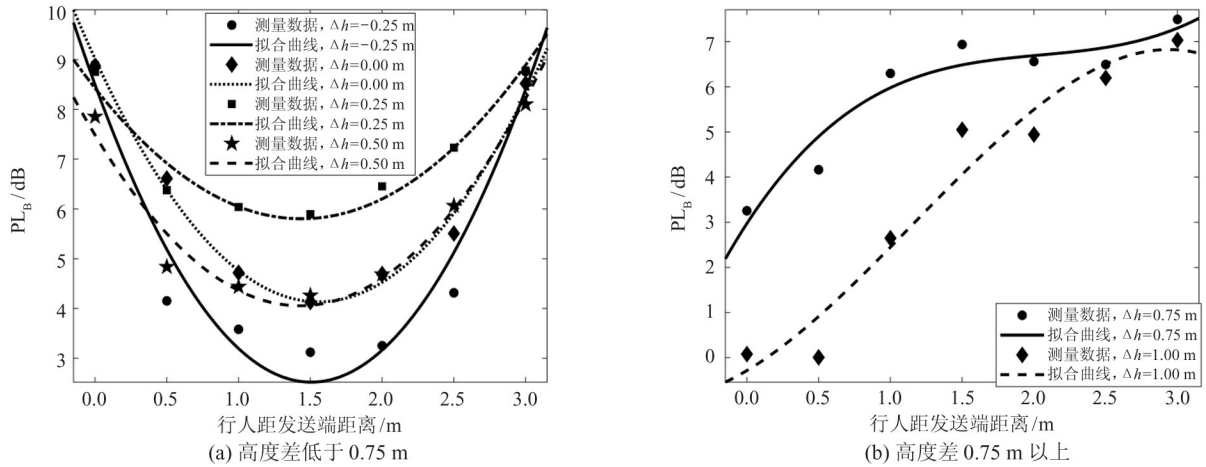 10
9
8
7
6
5
4
3
PL_B / dB
测量数据, Δh=−0.25 m
拟合曲线, Δh=−0.25 m
测量数据, Δh=0.00 m
拟合曲线, Δh=0.00 m
测量数据, Δh=0.25 m
拟合曲线, Δh=0.25 m
测量数据, Δh=0.50 m
拟合曲线, Δh=0.50 m
0.0 0.5 1.0 1.5 2.0 2.5 3.0
行人距发送端距离/m
(a) 高度差低于 0.75 m
7
6
5
4
3
2
1
0
PL_B / dB
测量数据, Δh=0.75 m
拟合曲线, Δh=0.75 m
测量数据, Δh=1.00 m
拟合曲线, Δh=1.00 m
0.0 0.5 1.0 1.5 2.0 2.5 3.0
行人距发送端距离/m
(b) 高度差 0.75 m 以上